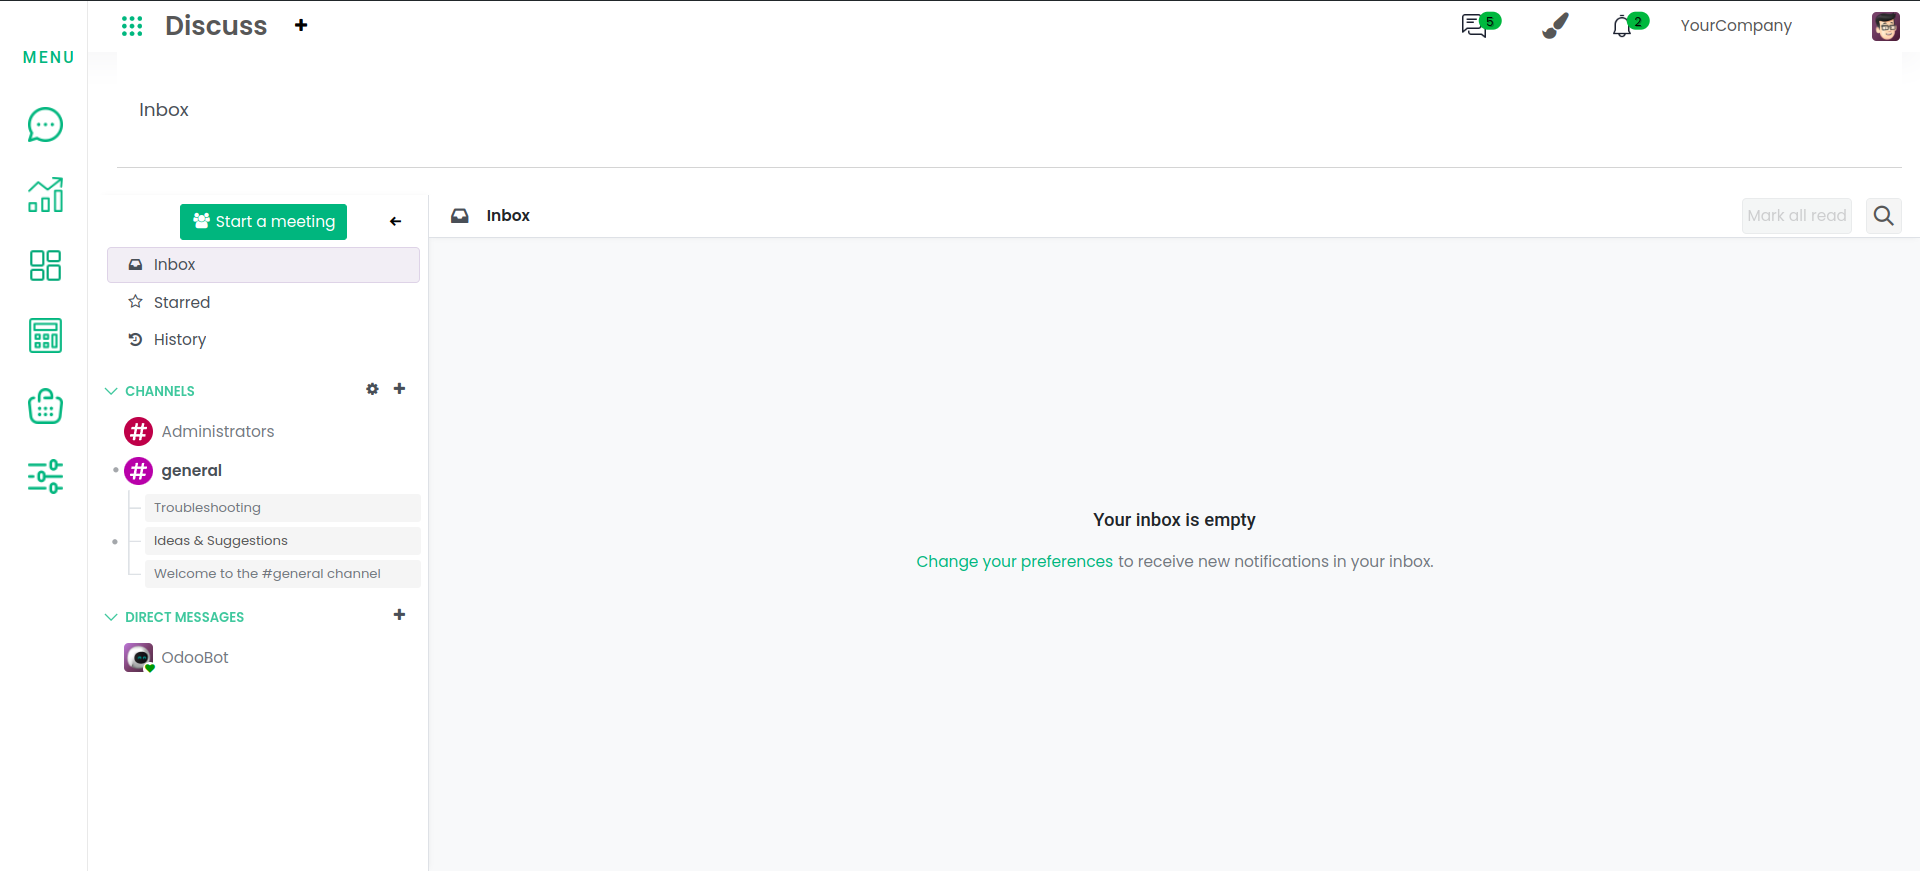 MENU
Discuss
5
2
YourCompany
Inbox
Start a meeting
Inbox
Mark all read
Inbox
Starred
History
CHANNELS
Administrators
general
Troubleshooting
Ideas & Suggestions
Welcome to the #general channel
DIRECT MESSAGES
OdooBot
Your inbox is empty
Change your preferences to receive new notifications in your inbox.